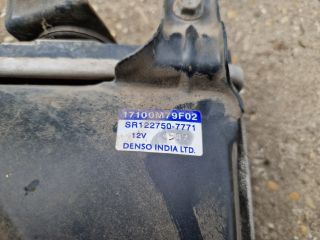 17100M79F02
SR122750-7771
12V
DENSO INDIA LTD.